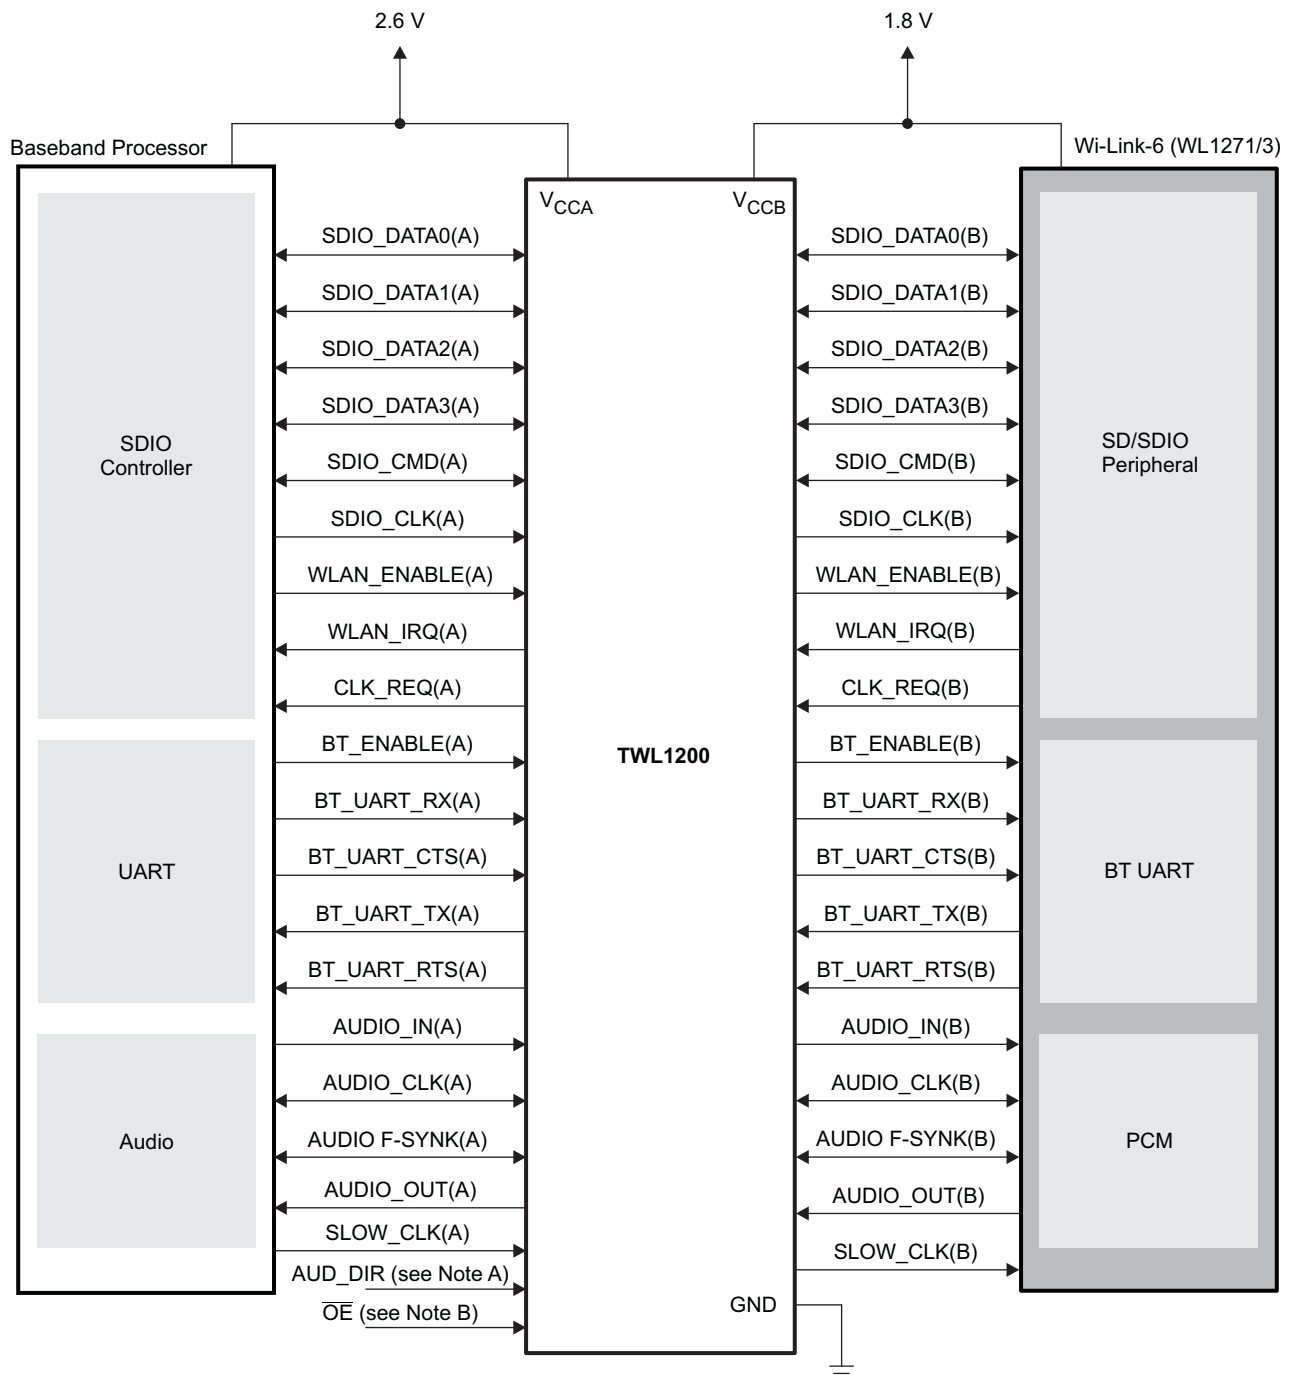 2.6 V
1.8 V
Baseband Processor
Wi-Link-6 (WL1271/3)
VCCA
VCCB
SDIO_DATA0(A)
SDIO_DATA0(B)
SDIO_DATA1(A)
SDIO_DATA1(B)
SDIO_DATA2(A)
SDIO_DATA2(B)
SDIO_DATA3(A)
SDIO_DATA3(B)
SDIO
Controller
SD/SDIO
Peripheral
SDIO_CMD(A)
SDIO_CMD(B)
SDIO_CLK(A)
SDIO_CLK(B)
WLAN_ENABLE(A)
WLAN_ENABLE(B)
WLAN_IRQ(A)
WLAN_IRQ(B)
CLK_REQ(A)
CLK_REQ(B)
BT_ENABLE(A)
TWL1200
BT_ENABLE(B)
BT_UART_RX(A)
BT_UART_RX(B)
BT_UART_CTS(A)
BT_UART_CTS(B)
UART
BT UART
BT_UART_TX(A)
BT_UART_TX(B)
BT_UART_RTS(A)
BT_UART_RTS(B)
AUDIO_IN(A)
AUDIO_IN(B)
AUDIO_CLK(A)
AUDIO_CLK(B)
Audio
AUDIO F-SYNK(A)
AUDIO F-SYNK(B)
PCM
AUDIO_OUT(A)
AUDIO_OUT(B)
SLOW_CLK(A)
SLOW_CLK(B)
AUD_DIR (see Note A)
OE (see Note B)
GND